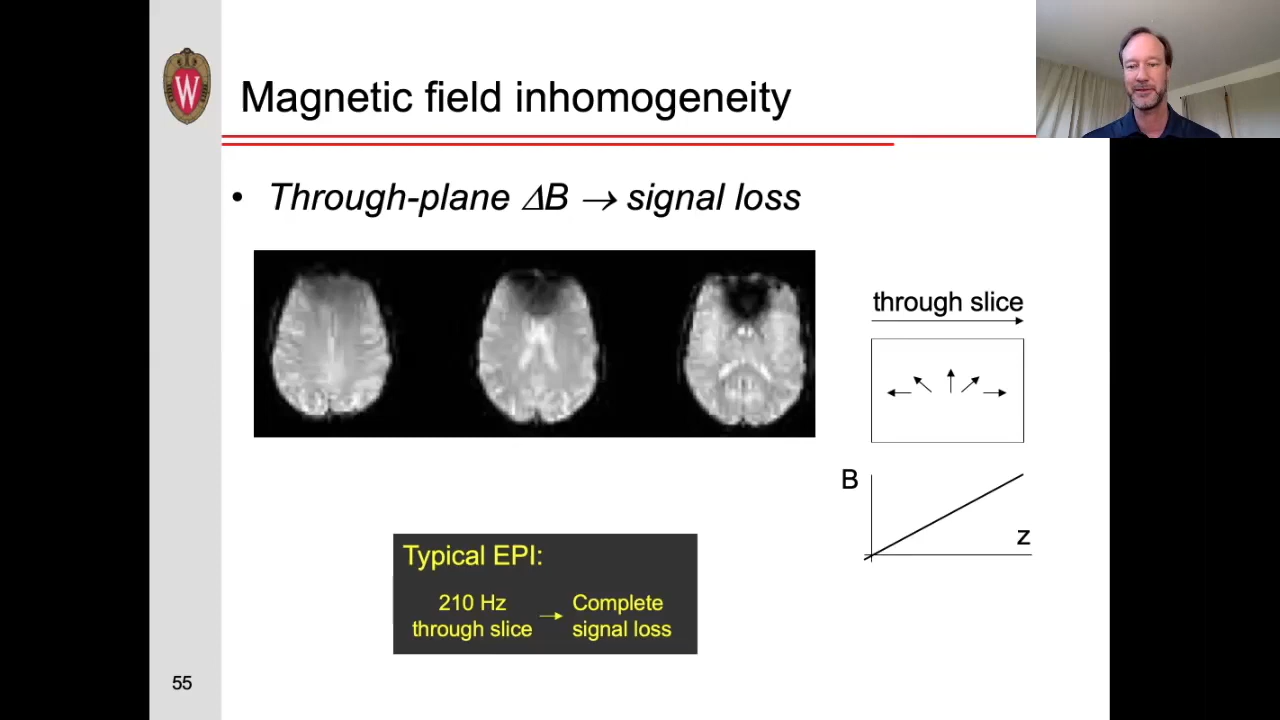 W
Magnetic field inhomogeneity
• Through-plane ΔB → signal loss
through slice
B
z
Typical EPI:
210 Hz → Complete
through slice signal loss
55